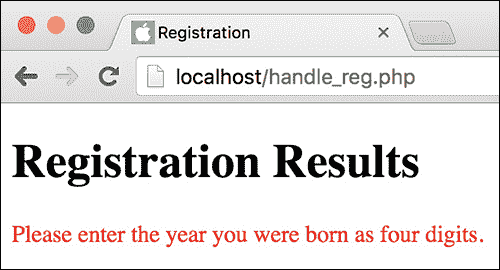 Registration
localhost/handle_reg.php
Registration Results
Please enter the year you were born as four digits.